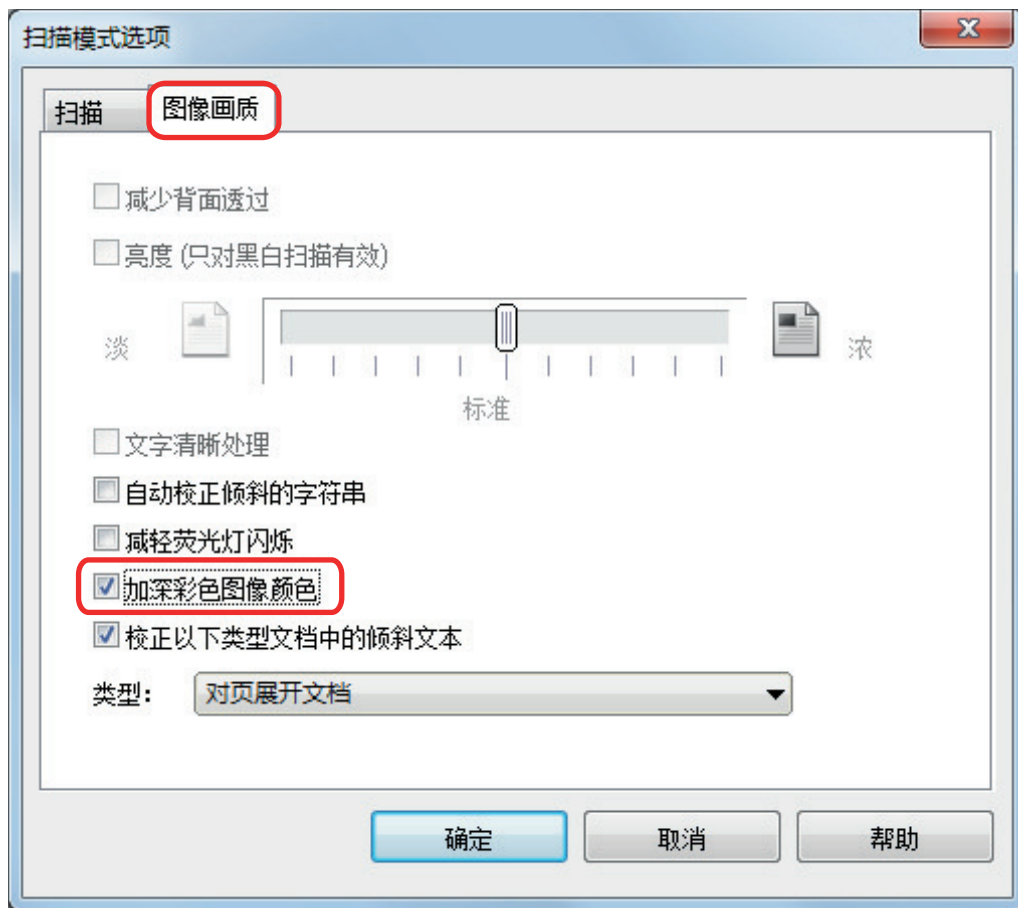 扫描模式选项
扫描 图像画质
减少背面透过
亮度 (只对黑白扫描有效)
淡 浓
标准
文字清晰处理
自动校正倾斜的字符串
减轻荧光灯闪烁
加深彩色图像颜色
校正以下类型文档中的倾斜文本
类型： 对页展开文档
确定 取消 帮助